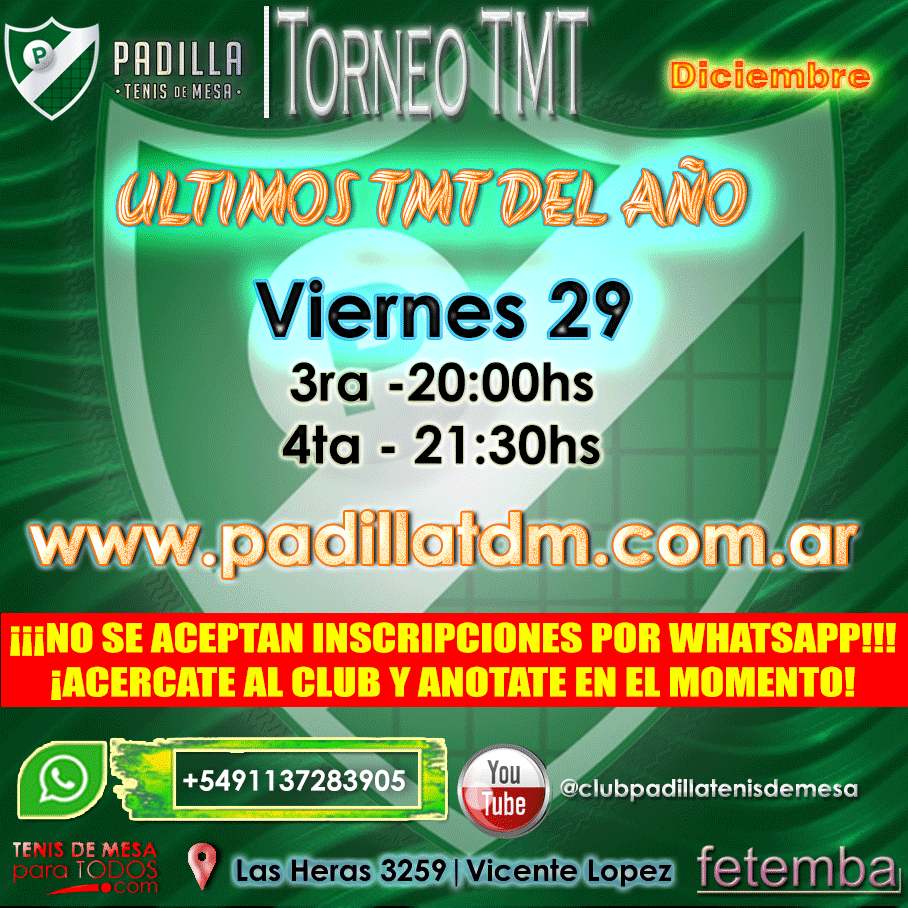 P
PADILLA
• TENIS DE MESA •
TORNEO TMT
Diciembre
ULTIMOS TMT DEL AÑO
P
Viernes 29
3ra -20:00hs
4ta - 21:30hs
www.padillatdm.com.ar
¡¡¡NO SE ACEPTAN INSCRIPCIONES POR WHATSAPP!!!
¡ACERCATE AL CLUB Y ANOTATE EN EL MOMENTO!
+5491137283905
You
Tube
@clubpadillatenisdemesa
TENIS DE MESA
para TODOS
.com
Las Heras 3259|Vicente Lopez
fetemba